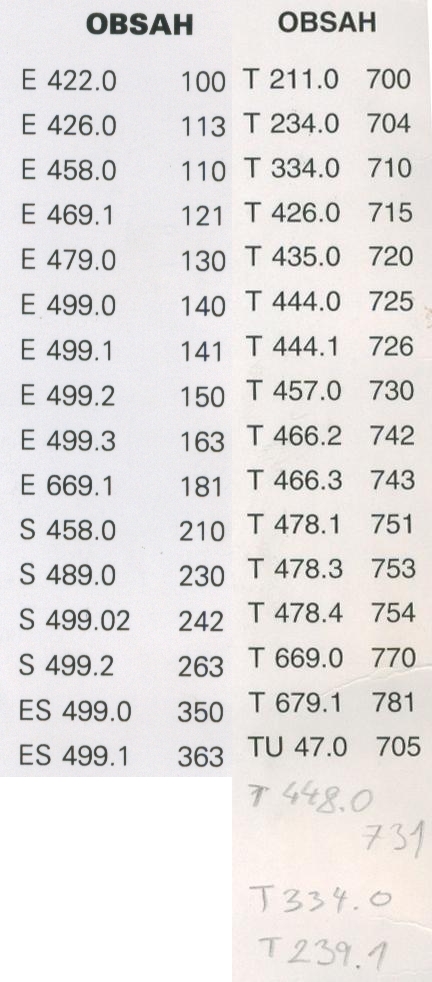 OBSAH
E 422.0 100
E 426.0 113
E 458.0 110
E 469.1 121
E 479.0 130
E 499.0 140
E 499.1 141
E 499.2 150
E 499.3 163
E 669.1 181
S 458.0 210
S 489.0 230
S 499.02 242
S 499.2 263
ES 499.0 350
ES 499.1 363
OBSAH
T 211.0 700
T 234.0 704
T 334.0 710
T 426.0 715
T 435.0 720
T 444.0 725
T 444.1 726
T 457.0 730
T 466.2 742
T 466.3 743
T 478.1 751
T 478.3 753
T 478.4 754
T 669.0 770
T 679.1 781
TU 47.0 705
T 448.0
731
T 334.0
T 239.1